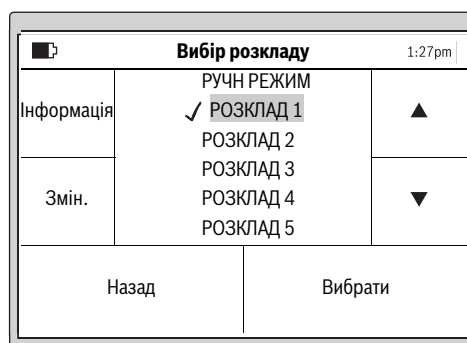 Вибір розкладу 1:27pm
РУЧН РЕЖИМ
Інформація
✓ РОЗКЛАД 1
▲
РОЗКЛАД 2
РОЗКЛАД 3
Змін.
РОЗКЛАД 4
▼
РОЗКЛАД 5
Назад
Вибрати